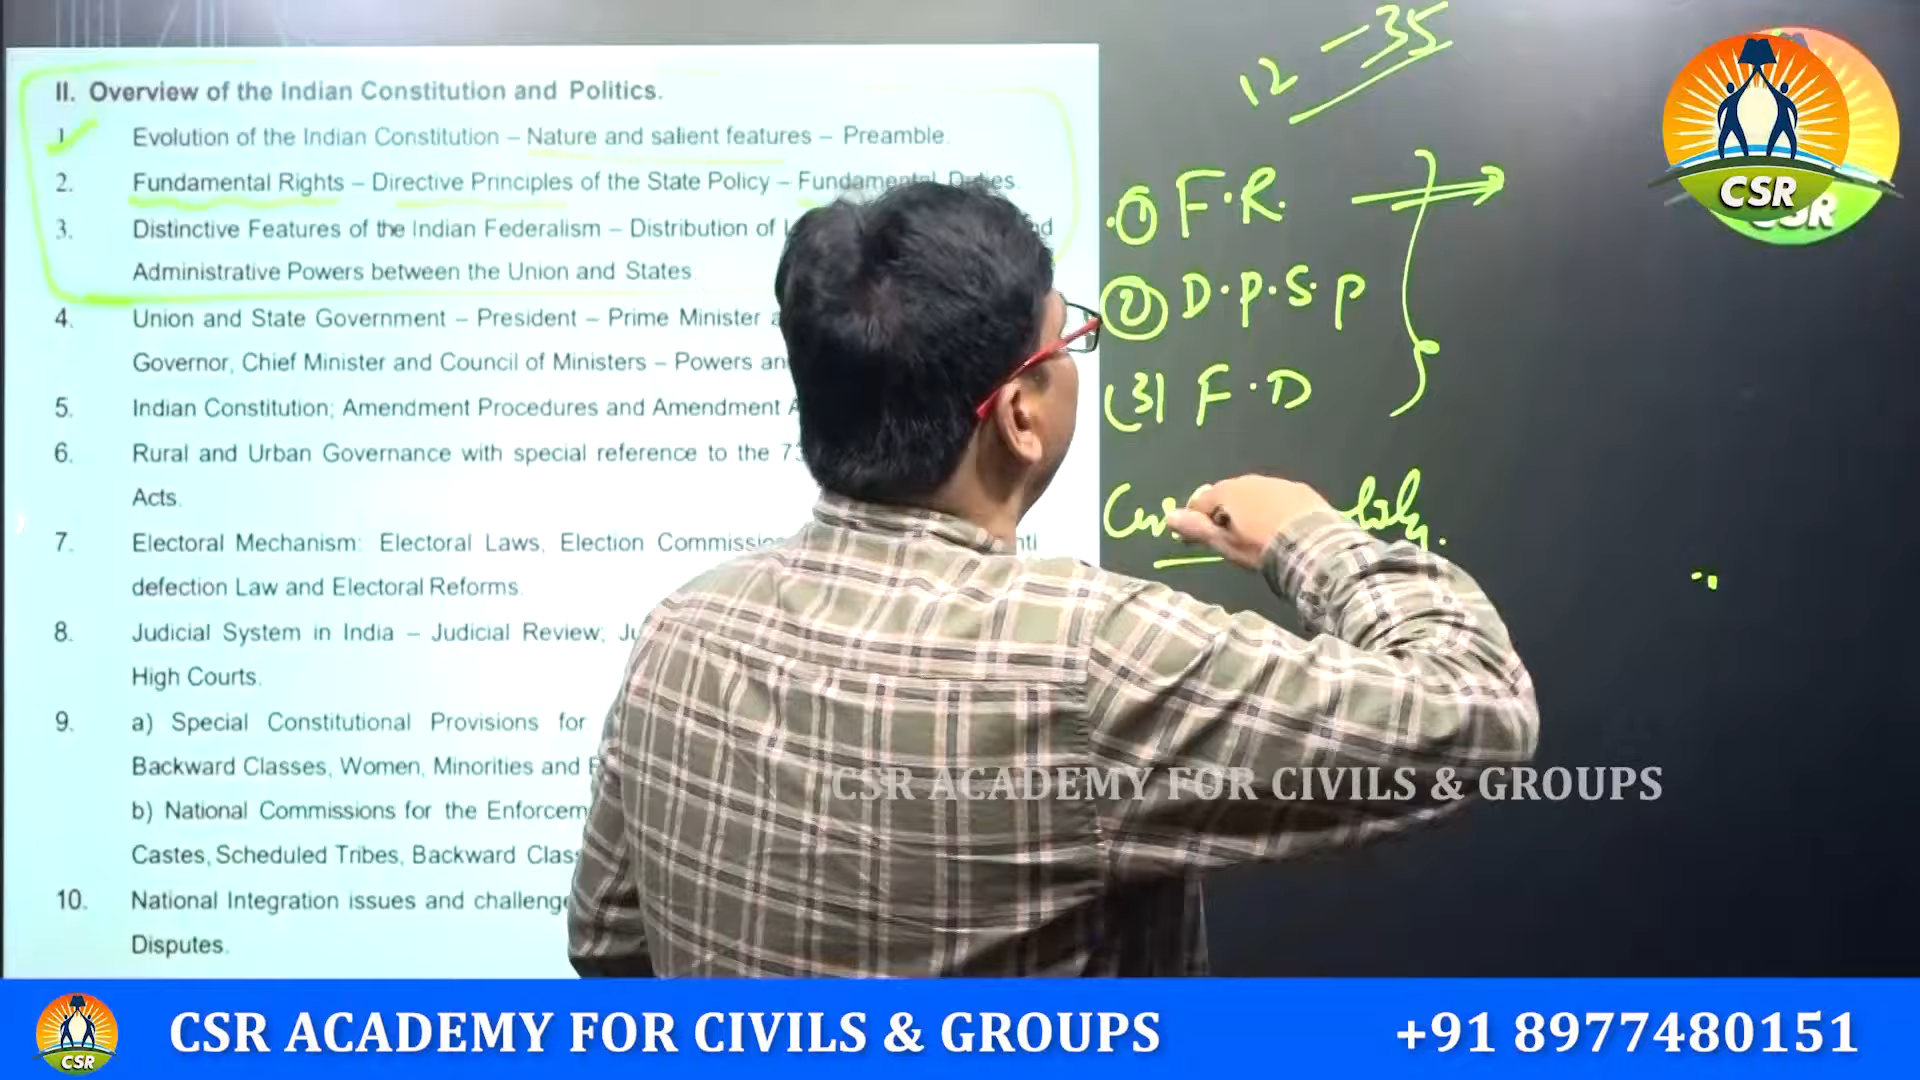 II. Overview of the Indian Constitution and Politics.
1. Evolution of the Indian Constitution – Nature and salient features – Preamble.
2. Fundamental Rights – Directive Principles of the State Policy – Fundamental Duties.
3. Distinctive Features of the Indian Federalism – Distribution of
Administrative Powers between the Union and States.
4. Union and State Government – President – Prime Minister
Governor, Chief Minister and Council of Ministers – Powers
5. Indian Constitution; Amendment Procedures and Amendment
6. Rural and Urban Governance with special reference to the
Acts.
7. Electoral Mechanism: Electoral Laws, Election
defection Law and Electoral Reforms.
8. Judicial System in India – Judicial Review;
High Courts.
9. a) Special Constitutional Provisions for
Backward Classes, Women, Minorities and
b) National Commissions for the
Castes, Scheduled Tribes, Backward
10. National Integration issues and
Disputes.
12 – 35
(1) F.R.
(2) D.P.S.P
(3) F.D
CSR
CSR ACADEMY FOR CIVILS & GROUPS
CSR
CSR ACADEMY FOR CIVILS & GROUPS
+91 8977480151